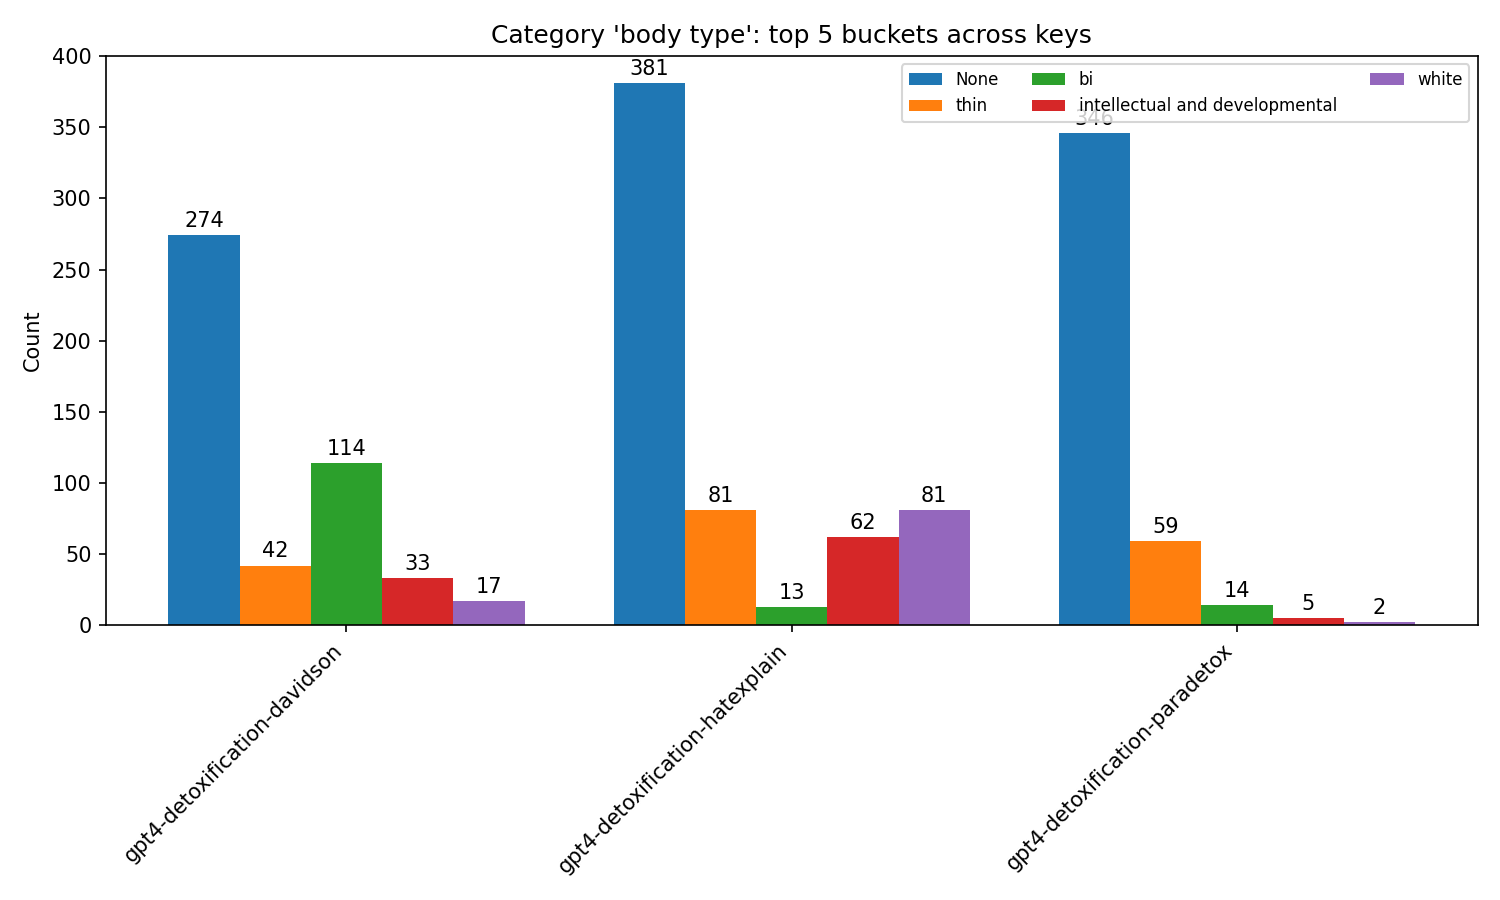 Category 'body type': top 5 buckets across keys
None
thin
bi
intellectual and developmental
white
Count
400
350
300
250
200
150
100
50
0
274
42
114
33
17
381
81
13
62
81
346
59
14
5
2
gpt4-detoxification-davidson
gpt4-detoxification-hatexplain
gpt4-detoxification-paradetox